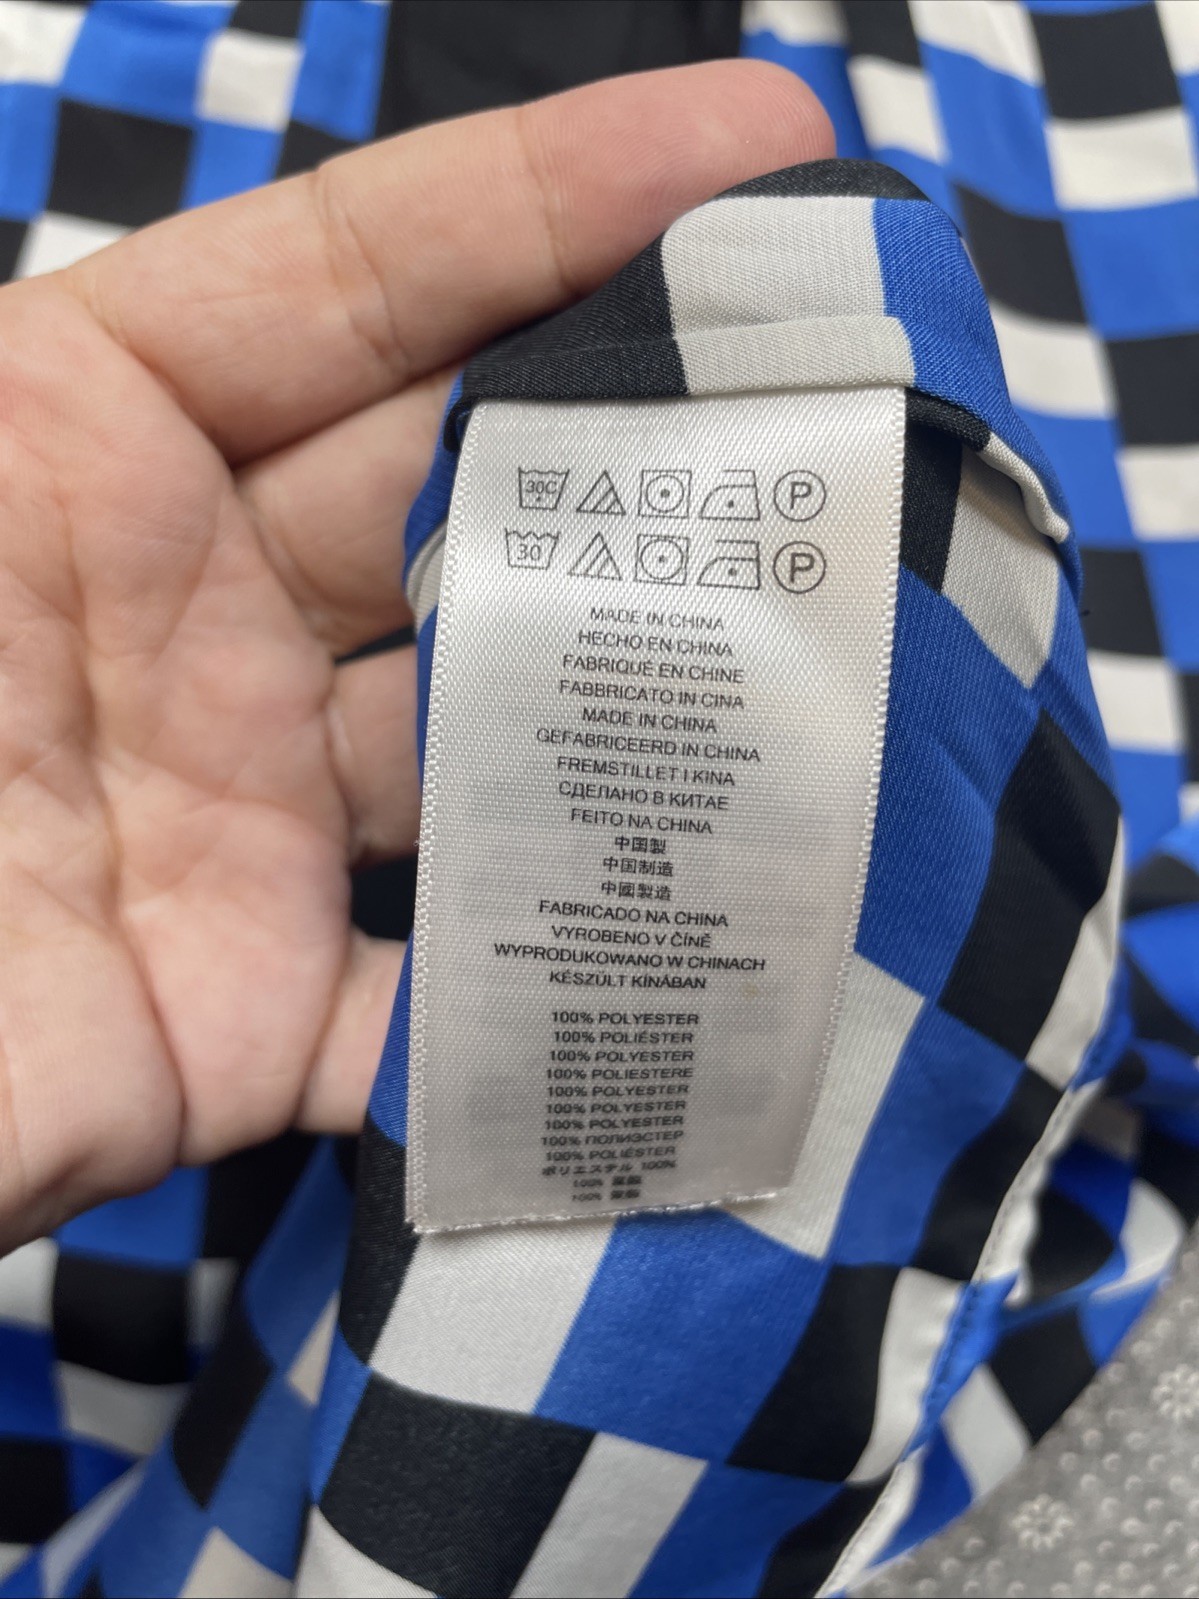 30C P
30 P
MADE IN CHINA
HECHO EN CHINA
FABRIQUÉ EN CHINE
FABBRICATO IN CINA
MADE IN CHINA
GEFABRICEERD IN CHINA
FREMSTILLET I KINA
СДЕЛАНО В КИТАЕ
FEITO NA CHINA
中国製
中国制造
中國製造
FABRICADO NA CHINA
VYROBENO V ČÍNĚ
WYPRODUKOWANO W CHINACH
KÉSZÜLT KÍNÁBAN
100% POLYESTER
100% POLIÉSTER
100% POLYESTER
100% POLIESTERE
100% POLYESTER
100% POLYESTER
100% POLYESTER
100% ПОЛИЭСТЕР
100% POLIÉSTER
ポリエステル 100%
100%
100%